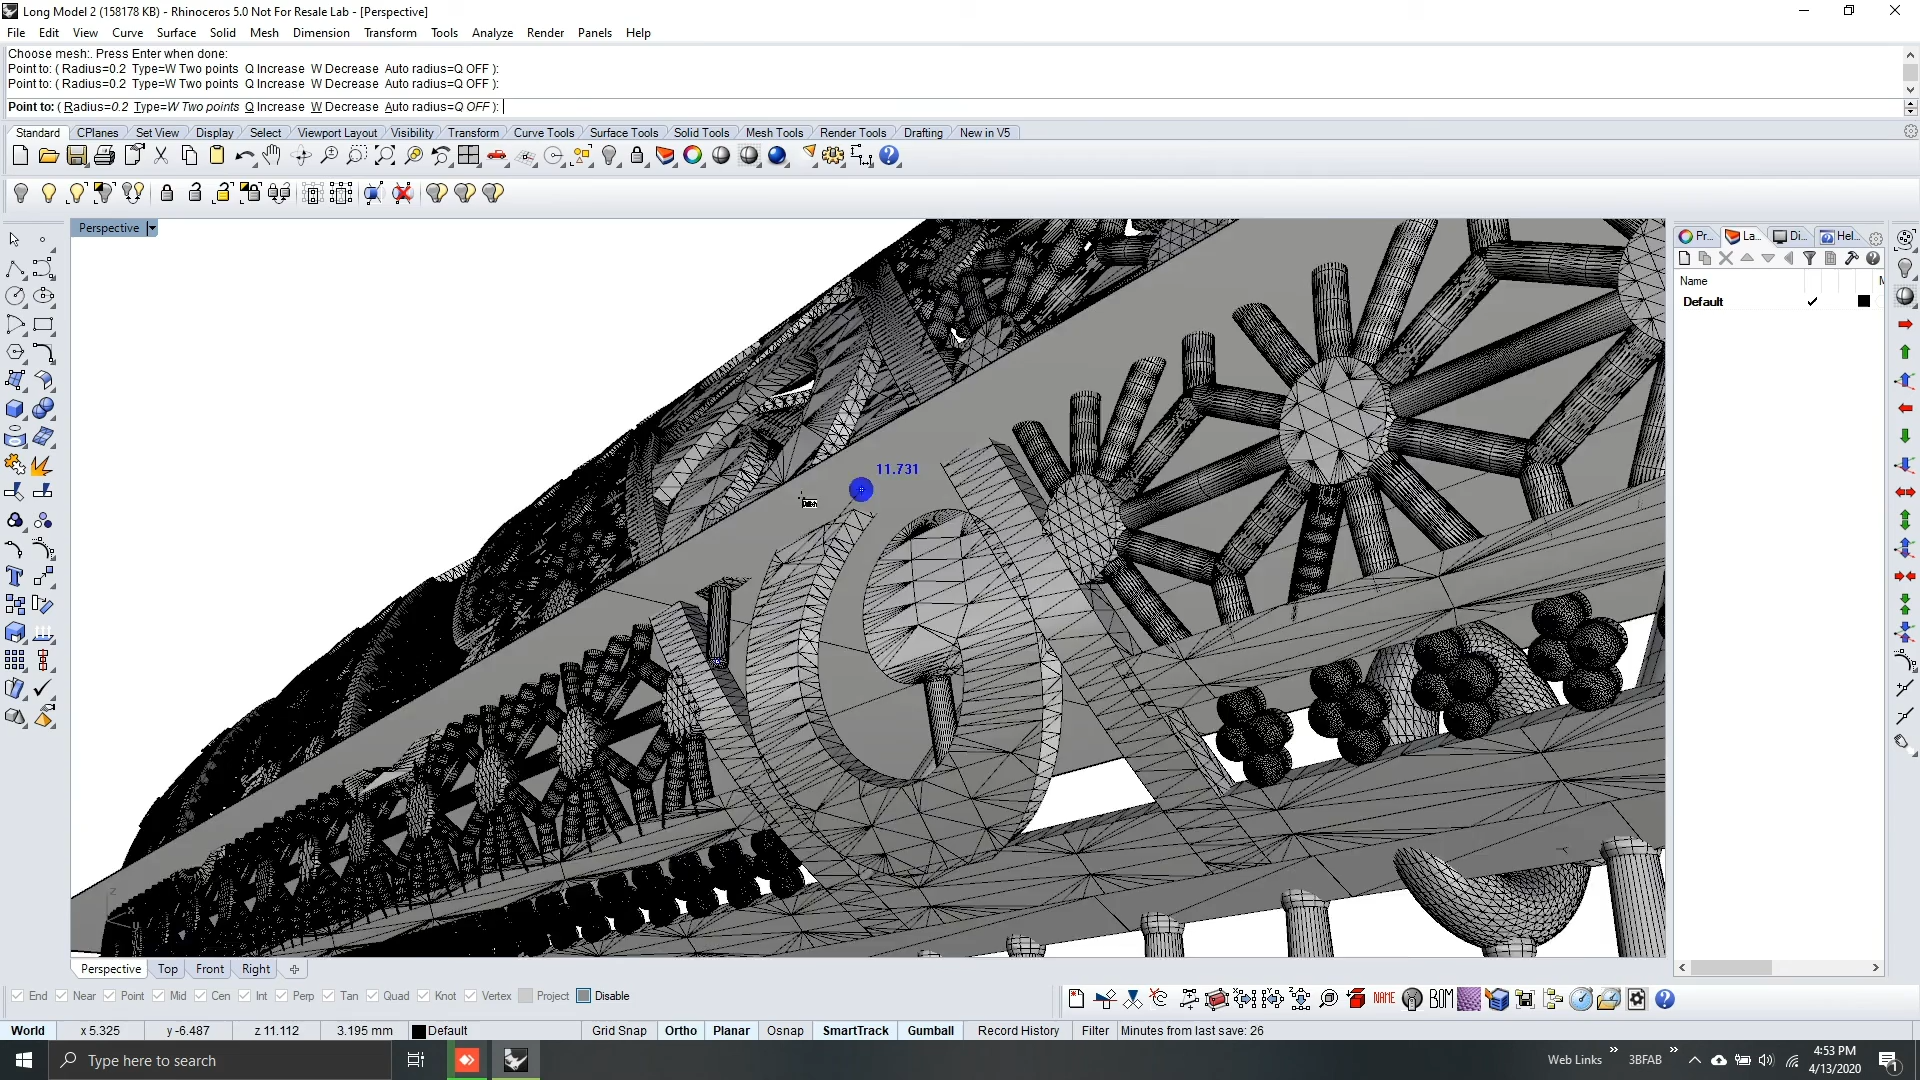 Long Model 2 (158178 KB) - Rhinoceros 5.0 Not For Resale Lab - [Perspective]
File Edit View Curve Surface Solid Mesh Dimension Transform Tools Analyze Render Panels Help
Choose mesh:. Press Enter when done:
Point to: ( Radius=0.2 Type=W Two points Q Increase W Decrease Auto radius=Q OFF ):
Point to: ( Radius=0.2 Type=W Two points Q Increase W Decrease Auto radius=Q OFF ):
Point to: ( Radius=0.2 Type=W Two points Q Increase W Decrease Auto radius=Q OFF ):
Standard CPlanes Set View Display Select Viewport Layout Visibility Transform Curve Tools Surface Tools Solid Tools Mesh Tools Render Tools Drafting New in V5
Perspective
Pr... La... Di... Hel...
Name M
Default
11.731
z
x
Perspective Top Front Right
End Near Point Mid Cen Int Perp Tan Quad Knot Vertex Project Disable
NAME BOM
World x 5.325 y -6.487 z 11.112 3.195 mm Default Grid Snap Ortho Planar Osnap SmartTrack Gumball Record History Filter Minutes from last save: 26
Type here to search
Web Links 3BFAB
4:53 PM
4/13/2020
1